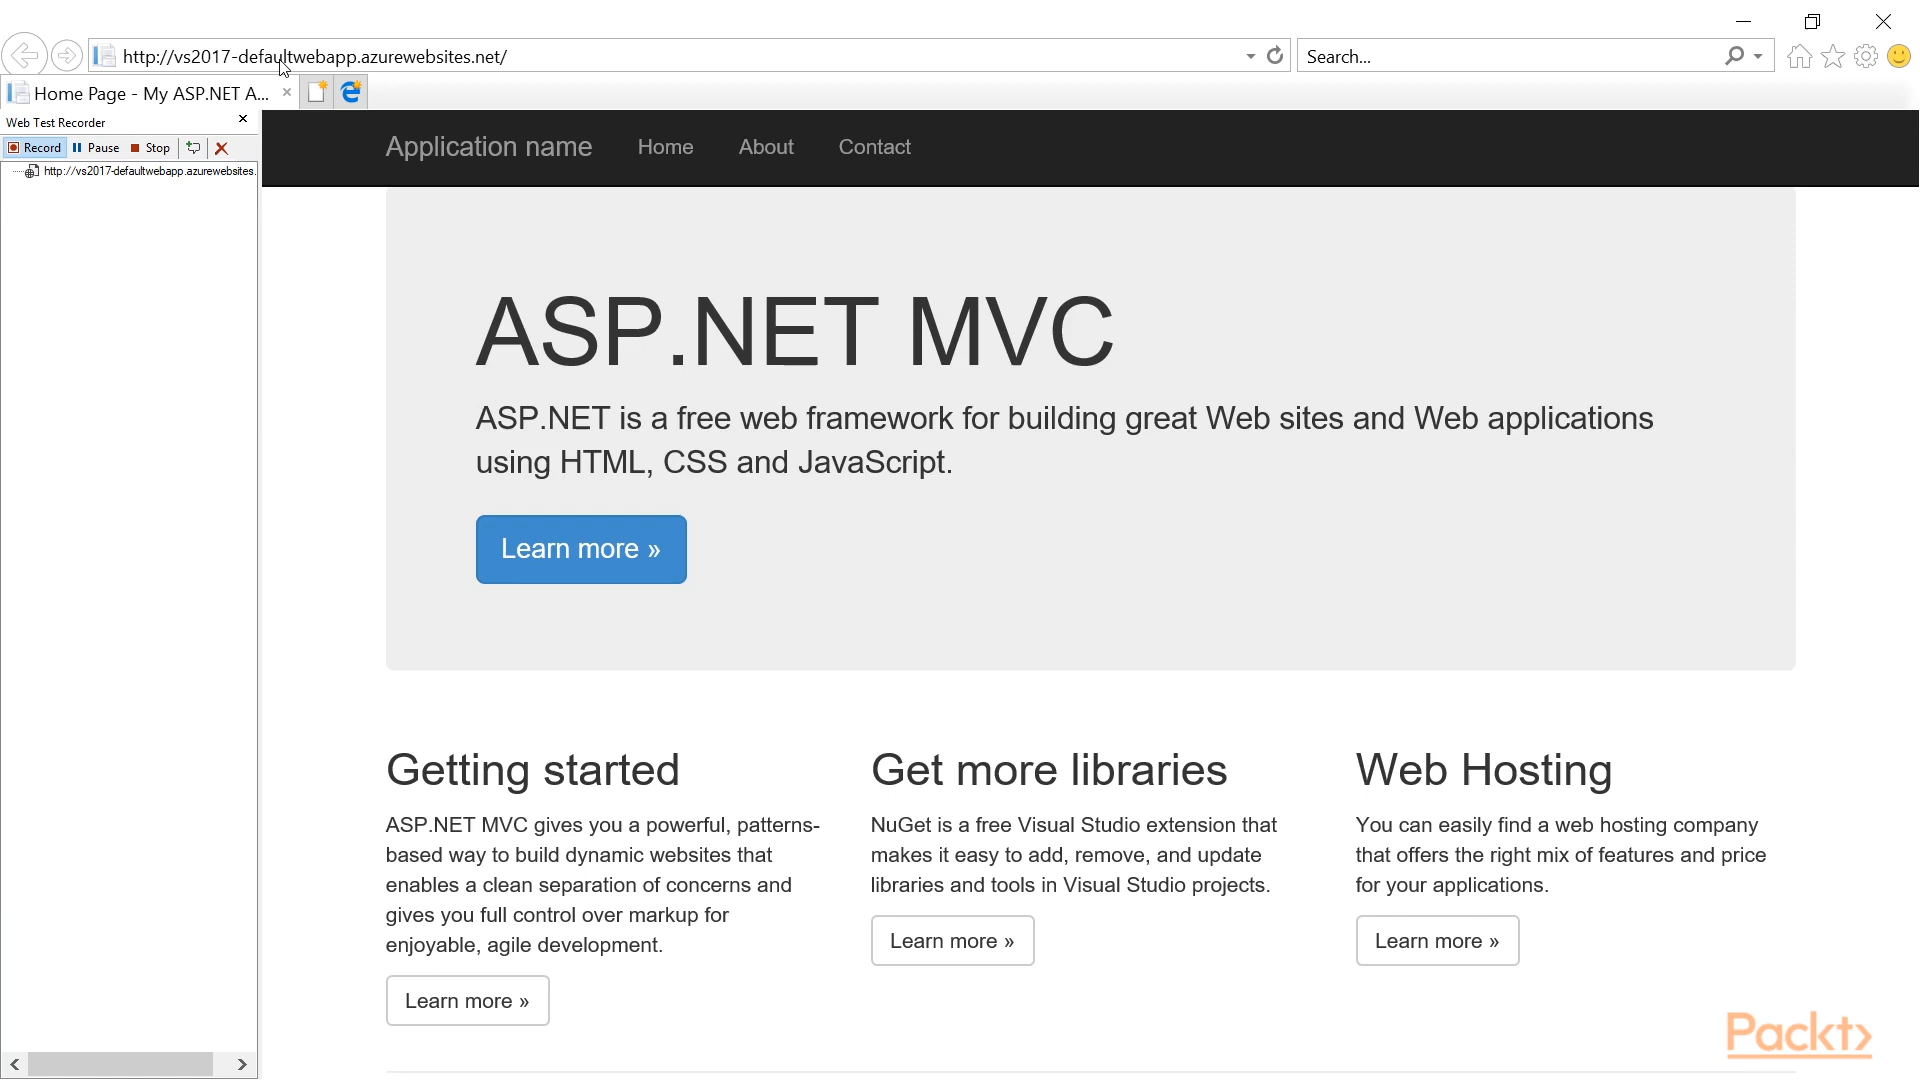 http://vs2017-defaultwebapp.azurewebsites.net/
Search...
Home Page - My ASP.NET A...
Web Test Recorder
Record Pause Stop
http://vs2017-defaultwebapp.azurewebsites.
Application name Home About Contact
ASP.NET MVC
ASP.NET is a free web framework for building great Web sites and Web applications
using HTML, CSS and JavaScript.
Learn more »
Getting started
ASP.NET MVC gives you a powerful, patterns-
based way to build dynamic websites that
enables a clean separation of concerns and
gives you full control over markup for
enjoyable, agile development.
Learn more »
Get more libraries
NuGet is a free Visual Studio extension that
makes it easy to add, remove, and update
libraries and tools in Visual Studio projects.
Learn more »
Web Hosting
You can easily find a web hosting company
that offers the right mix of features and price
for your applications.
Learn more »
Packt>